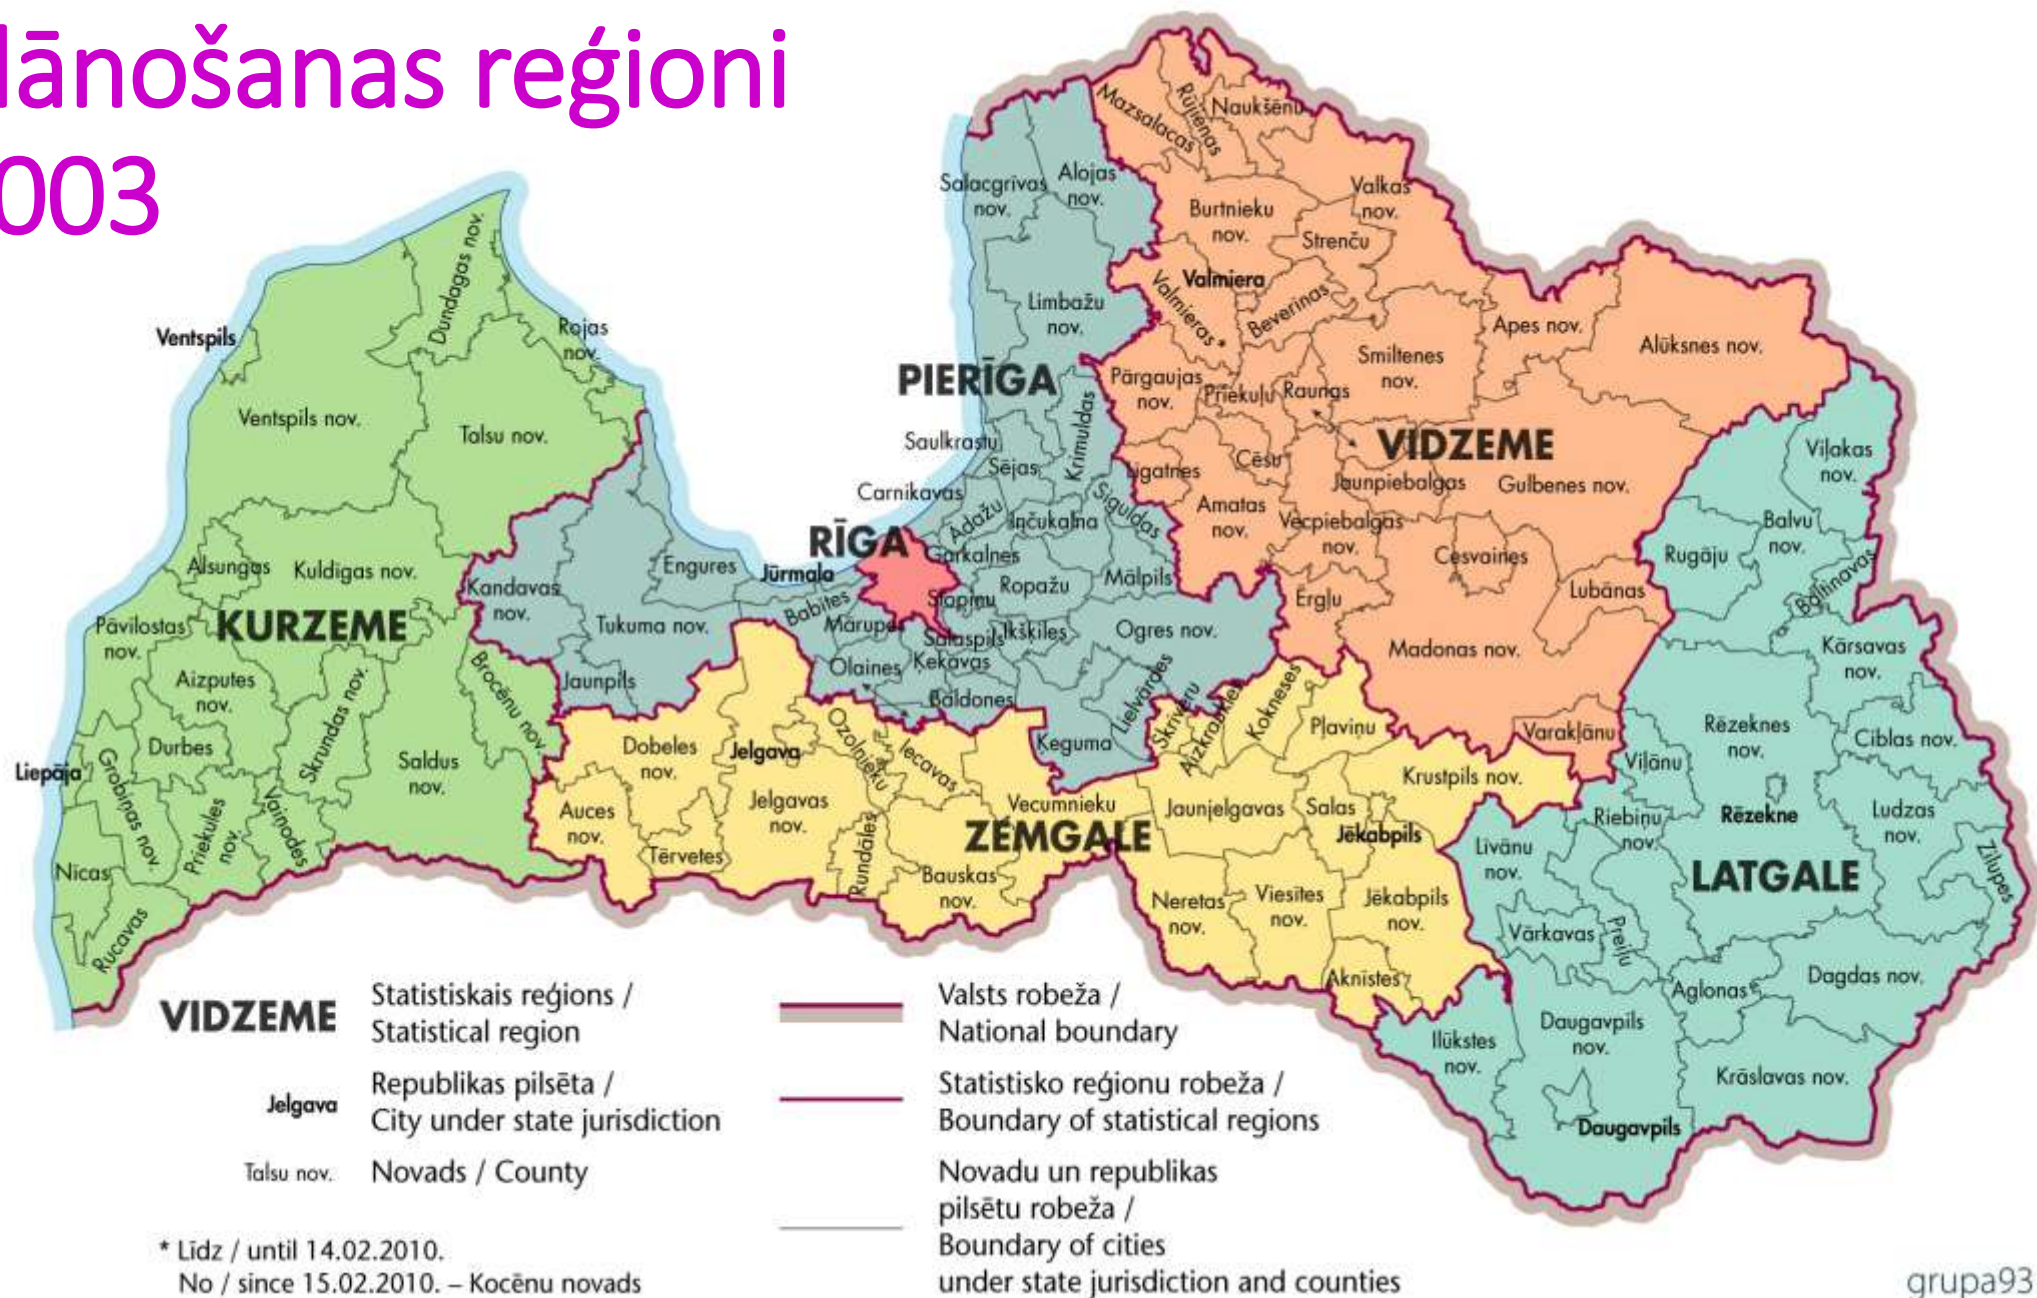 lānošanas reģioni
003
Mazsalacas
Rūjienas
Naukšēnu
Salacgrīvas
nov.
Alojas
nov.
Burtnieku
nov.
Valkas
nov.
Strenču
Dundagas nov.
Rojas
nov.
Ventspils
Valmiera
Valmieras *
Beverīnas
Limbažu
nov.
Apes nov.
Alūksnes nov.
Smiltenes
nov.
PIERĪGA
Pārgaujas
nov.
Priekuļu
Raunas
Ventspils nov.
Talsu nov.
Krimuldas
Saulkrastu
Sējas
VIDZEME
Viļakas
nov.
Līgatnes
Cēsu
Jaunpiebalgas
Gulbenes nov.
Carnikavas
Ādažu
Inčukalna
Siguldas
Amatas
nov.
Vecpiebalgas
nov.
Balvu
nov.
RĪGA
Garkalnes
Cesvaines
Rugāju
Baltinavas
Alsungas
Kuldīgas nov.
Kandavas
nov.
Engures
Jūrmala
Ropažu
Mālpils
Ērgļu
Lubānas
Babītes
Stopiņu
Pāvilostas
nov.
KURZEME
Tukuma nov.
Mārupes
Salaspils
Ikšķiles
Ogres nov.
Madonas nov.
Kārsavas
nov.
Aizputes
nov.
Skrundas nov.
Brocēnu nov.
Jaunpils
Olaines
Ķekavas
Baldones
Lielvārdes
Skrīveru
Aizkraukles
Kokneses
Pļaviņu
Varakļānu
Rēzeknes
nov.
Ciblas nov.
Durbes
Liepāja
Grobiņas nov.
Saldus
nov.
Dobeles
nov.
Jelgava
Ozolnieku
Iecavas
Ķeguma
Viļānu
Krustpils nov.
Priekules
nov.
Vaiņodes
Auces
nov.
Jelgavas
nov.
Vecumnieku
Jaunjelgavas
Salas
Jēkabpils
Riebiņu
nov.
Rēzekne
Ludzas
nov.
Nīcas
Tērvetes
Rundāles
ZEMGALE
Līvānu
nov.
LATGALE
Zilupes
Rucavas
Bauskas
nov.
Neretas
nov.
Viesītes
nov.
Jēkabpils
nov.
Vārkavas
Preiļu
Aknīstes
Aglonas
Dagdas nov.
Ilūkstes
nov.
Daugavpils
nov.
Krāslavas nov.
Daugavpils
VIDZEME
Statistiskais reģions /
Statistical region
Jelgava
Republikas pilsēta /
City under state jurisdiction
Talsu nov.
Novads / County
* Līdz / until 14.02.2010.
No / since 15.02.2010. – Kocēnu novads
Valsts robeža /
National boundary
Statistisko reģionu robeža /
Boundary of statistical regions
Novadu un republikas
pilsētu robeža /
Boundary of cities
under state jurisdiction and counties
grupa93